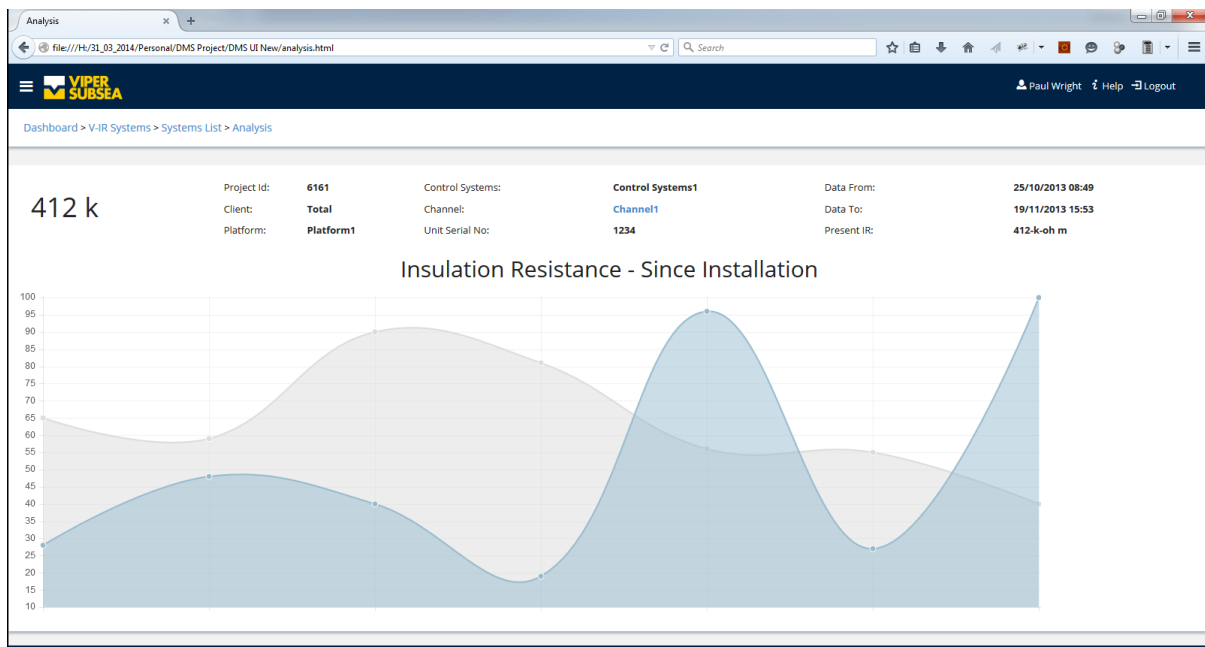 Analysis × +
file:///H:/31_03_2014/Personal/DMS Project/DMS UI New/analysis.html Search
VIPER
SUBSEA
Paul Wright Help Logout
Dashboard > V-IR Systems > Systems List > Analysis
412 k
Project Id: 6161 Control Systems: Control Systems1 Data From: 25/10/2013 08:49
Client: Total Channel: Channel1 Data To: 19/11/2013 15:53
Platform: Platform1 Unit Serial No: 1234 Present IR: 412-k-oh m
Insulation Resistance - Since Installation
100
95
90
85
80
75
70
65
60
55
50
45
40
35
30
25
20
15
10